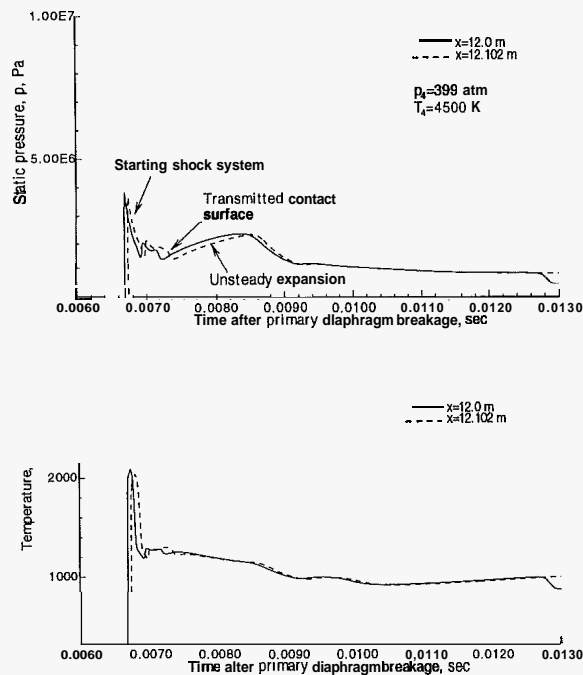 1.00E7
x=12.0 m
x=12.102 m
p₄=399 atm
T₄=4500 K
Static pressure, p, Pa
5.00E6
Starting shock system
Transmitted contact
surface
Unsteady expansion
0.0060 0.0070 0.0080 0.0090 0.0100 0.0110 0.0120 0.0130
Time after primary diaphragm breakage, sec
x=12.0 m
x=12.102 m
2000
Temperature,
1000
0.0060 0.0070 0.0080 0.0090 0.0100 0.0110 0.0120 0.0130
Time after primary diaphragm breakage, sec